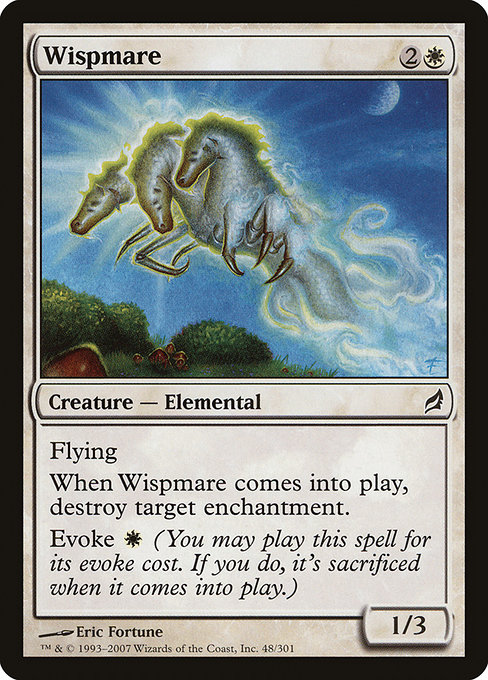 Wispmare 2
Creature — Elemental
Flying
When Wispmare comes into play,
destroy target enchantment.
Evoke (You may play this spell for
its evoke cost. If you do, it's sacrificed
when it comes into play.)
Eric Fortune
1/3
™ & © 1993–2007 Wizards of the Coast, Inc. 48/301